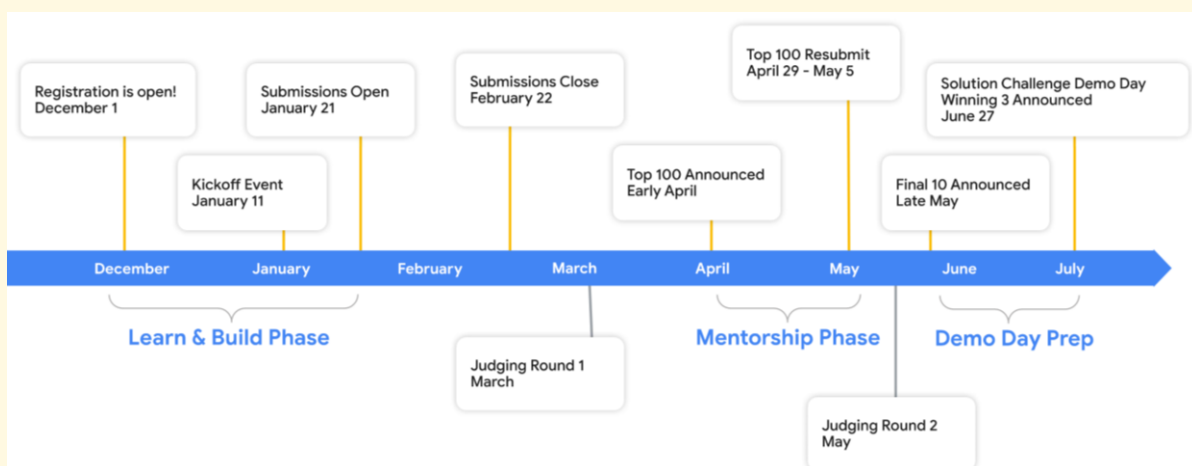 Registration is open!
December 1
Kickoff Event
January 11
Submissions Open
January 21
Submissions Close
February 22
Top 100 Announced
Early April
Top 100 Resubmit
April 29 - May 5
Final 10 Announced
Late May
Solution Challenge Demo Day
Winning 3 Announced
June 27
December January February March April May June July
Learn & Build Phase
Mentorship Phase
Demo Day Prep
Judging Round 1
March
Judging Round 2
May